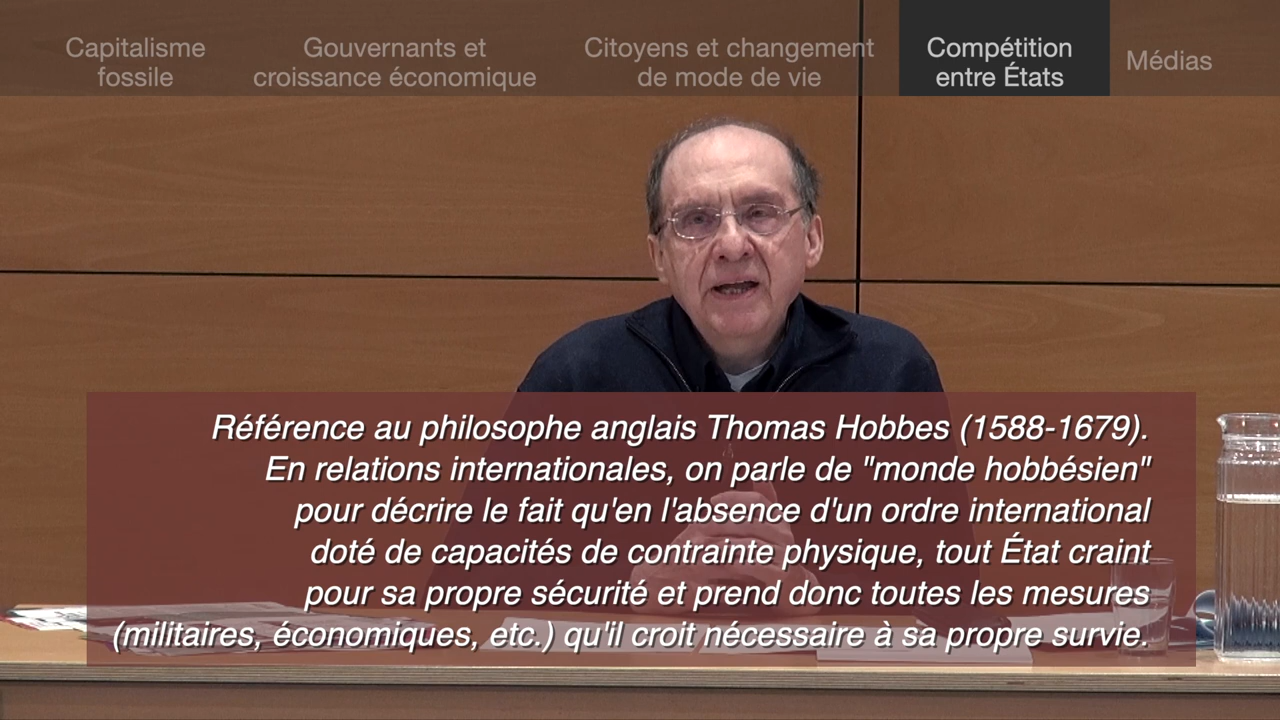 Capitalisme
fossile
Gouvernants et
croissance économique
Citoyens et changement
de mode de vie
Compétition
entre États
Médias
Référence au philosophe anglais Thomas Hobbes (1588-1679).
En relations internationales, on parle de "monde hobbésien"
pour décrire le fait qu'en l'absence d'un ordre international
doté de capacités de contrainte physique, tout État craint
pour sa propre sécurité et prend donc toutes les mesures
(militaires, économiques, etc.) qu'il croit nécessaire à sa propre survie.